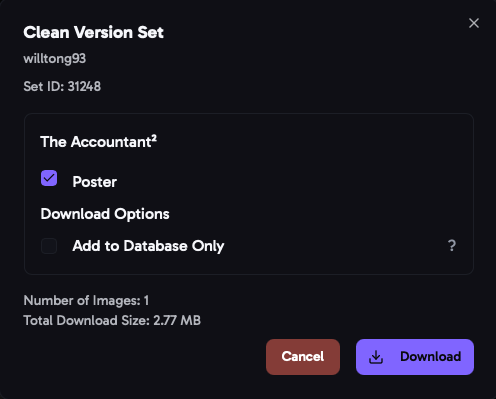 Clean Version Set
willtong93
Set ID: 31248
The Accountant²
Poster
Download Options
Add to Database Only
?
Number of Images: 1
Total Download Size: 2.77 MB
Cancel
Download